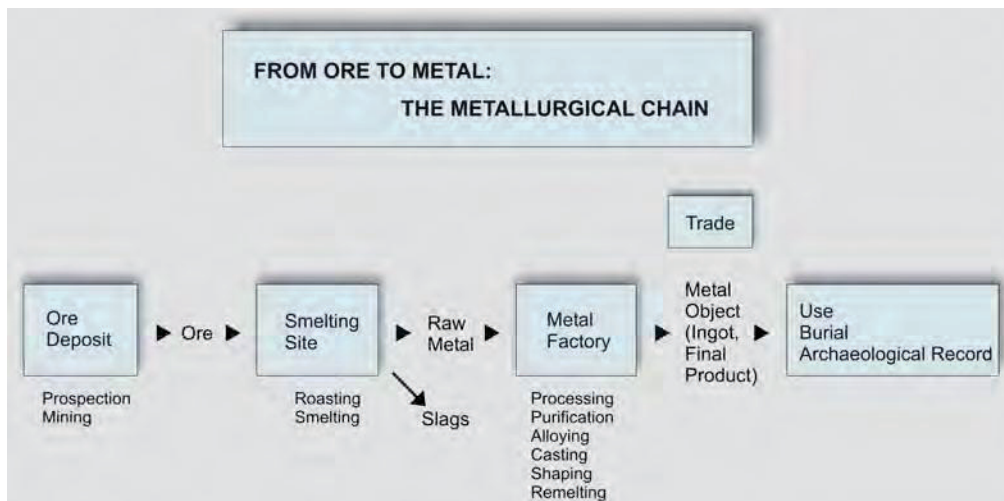 FROM ORE TO METAL:
THE METALLURGICAL CHAIN
Trade
Ore
Deposit
Ore
Smelting
Site
Raw
Metal
Metal
Factory
Metal
Object
(Ingot,
Final
Product)
Use
Burial
Archaeological Record
Prospection
Mining
Roasting
Smelting
Slags
Processing
Purification
Alloying
Casting
Shaping
Remelting